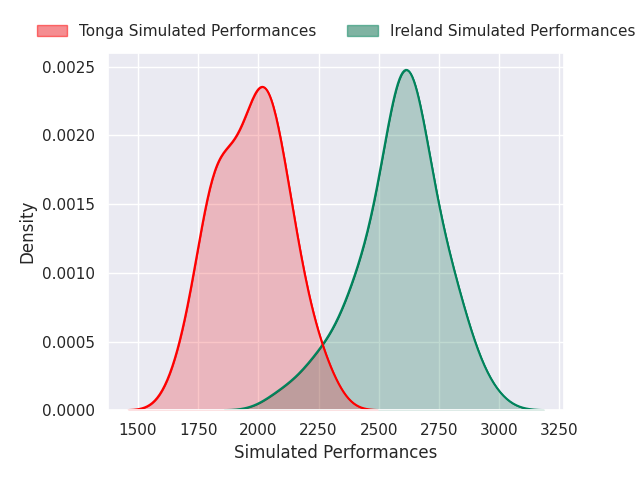 Tonga Simulated Performances
Ireland Simulated Performances
0.0025
0.0020
0.0015
0.0010
0.0005
0.0000
Density
1500 1750 2000 2250 2500 2750 3000 3250
Simulated Performances